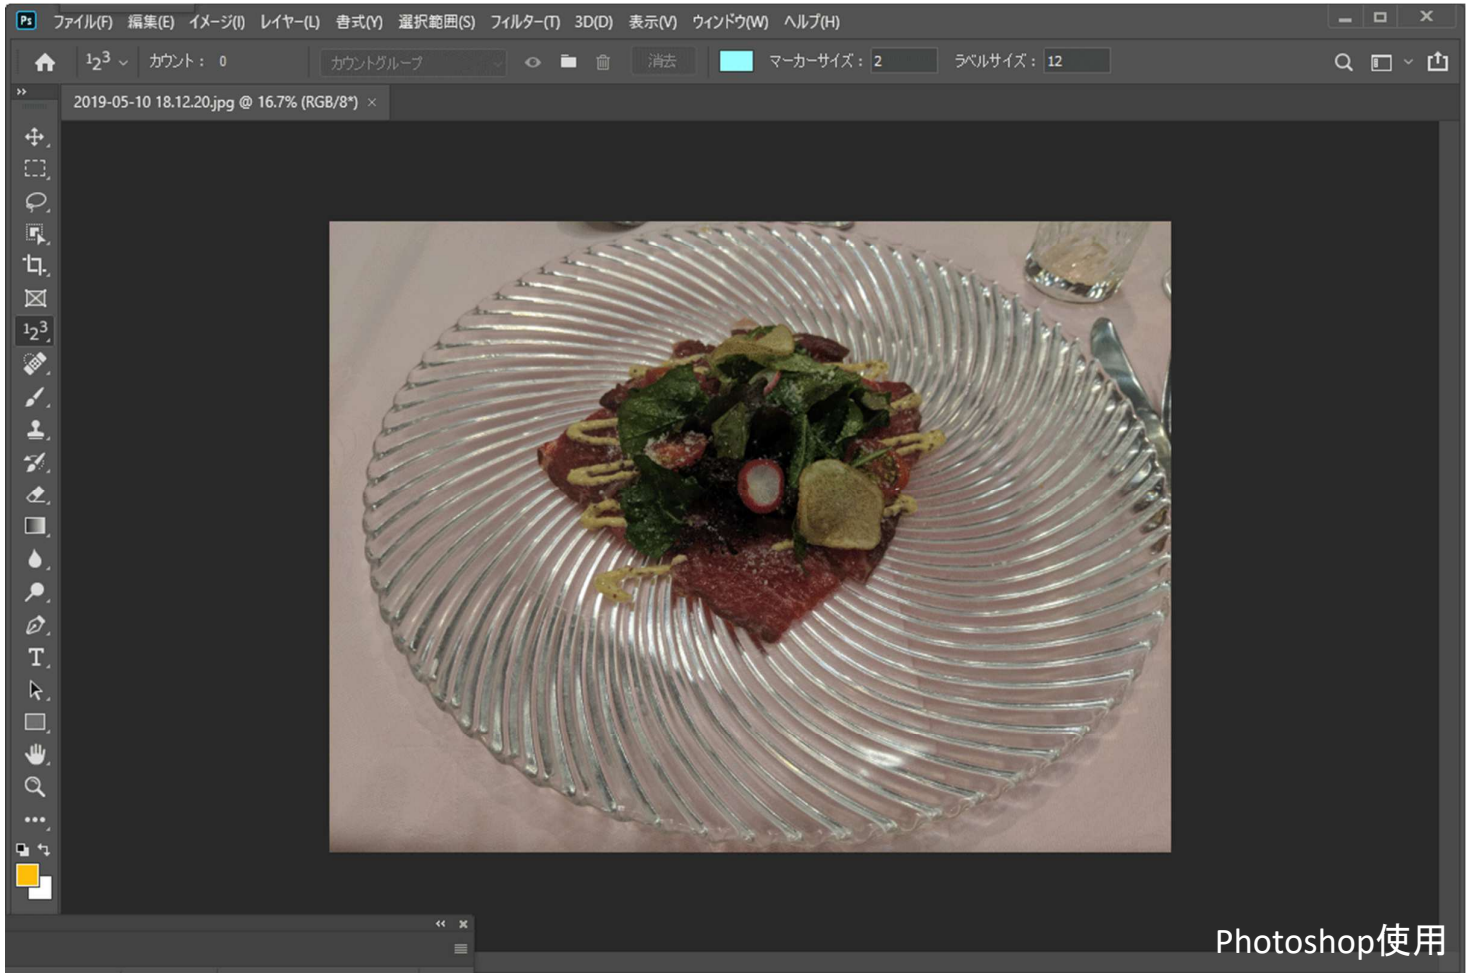 Ps ファイル(F) 編集(E) イメージ(I) レイヤー(L) 書式(Y) 選択範囲(S) フィルター(T) 3D(D) 表示(V) ウィンドウ(W) ヘルプ(H)
123 カウント： 0 カウントグループ 消去 マーカーサイズ： 2 ラベルサイズ： 12
2019-05-10 18.12.20.jpg @ 16.7% (RGB/8*) ×
123
T
Photoshop使用